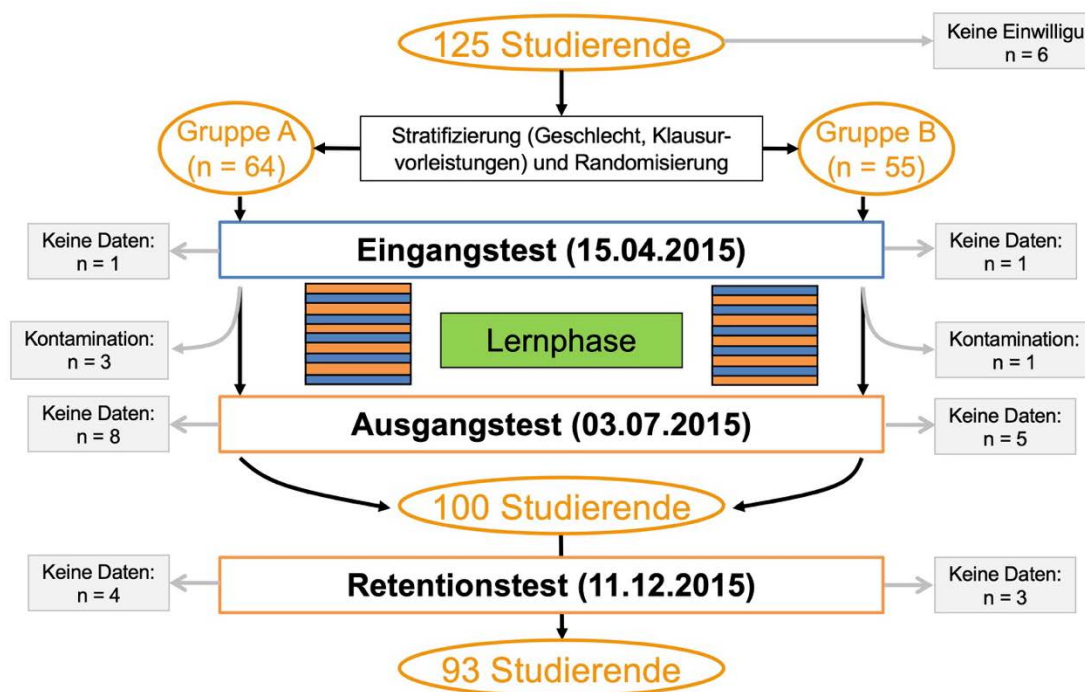 125 Studierende
Keine Einwilligu
n = 6
Gruppe A
(n = 64)
Stratifizierung (Geschlecht, Klausur-
vorleistungen) und Randomisierung
Gruppe B
(n = 55)
Keine Daten:
n = 1
Eingangstest (15.04.2015)
Keine Daten:
n = 1
Kontamination:
n = 3
Lernphase
Kontamination:
n = 1
Keine Daten:
n = 8
Ausgangstest (03.07.2015)
Keine Daten:
n = 5
100 Studierende
Keine Daten:
n = 4
Retentionstest (11.12.2015)
Keine Daten:
n = 3
93 Studierende